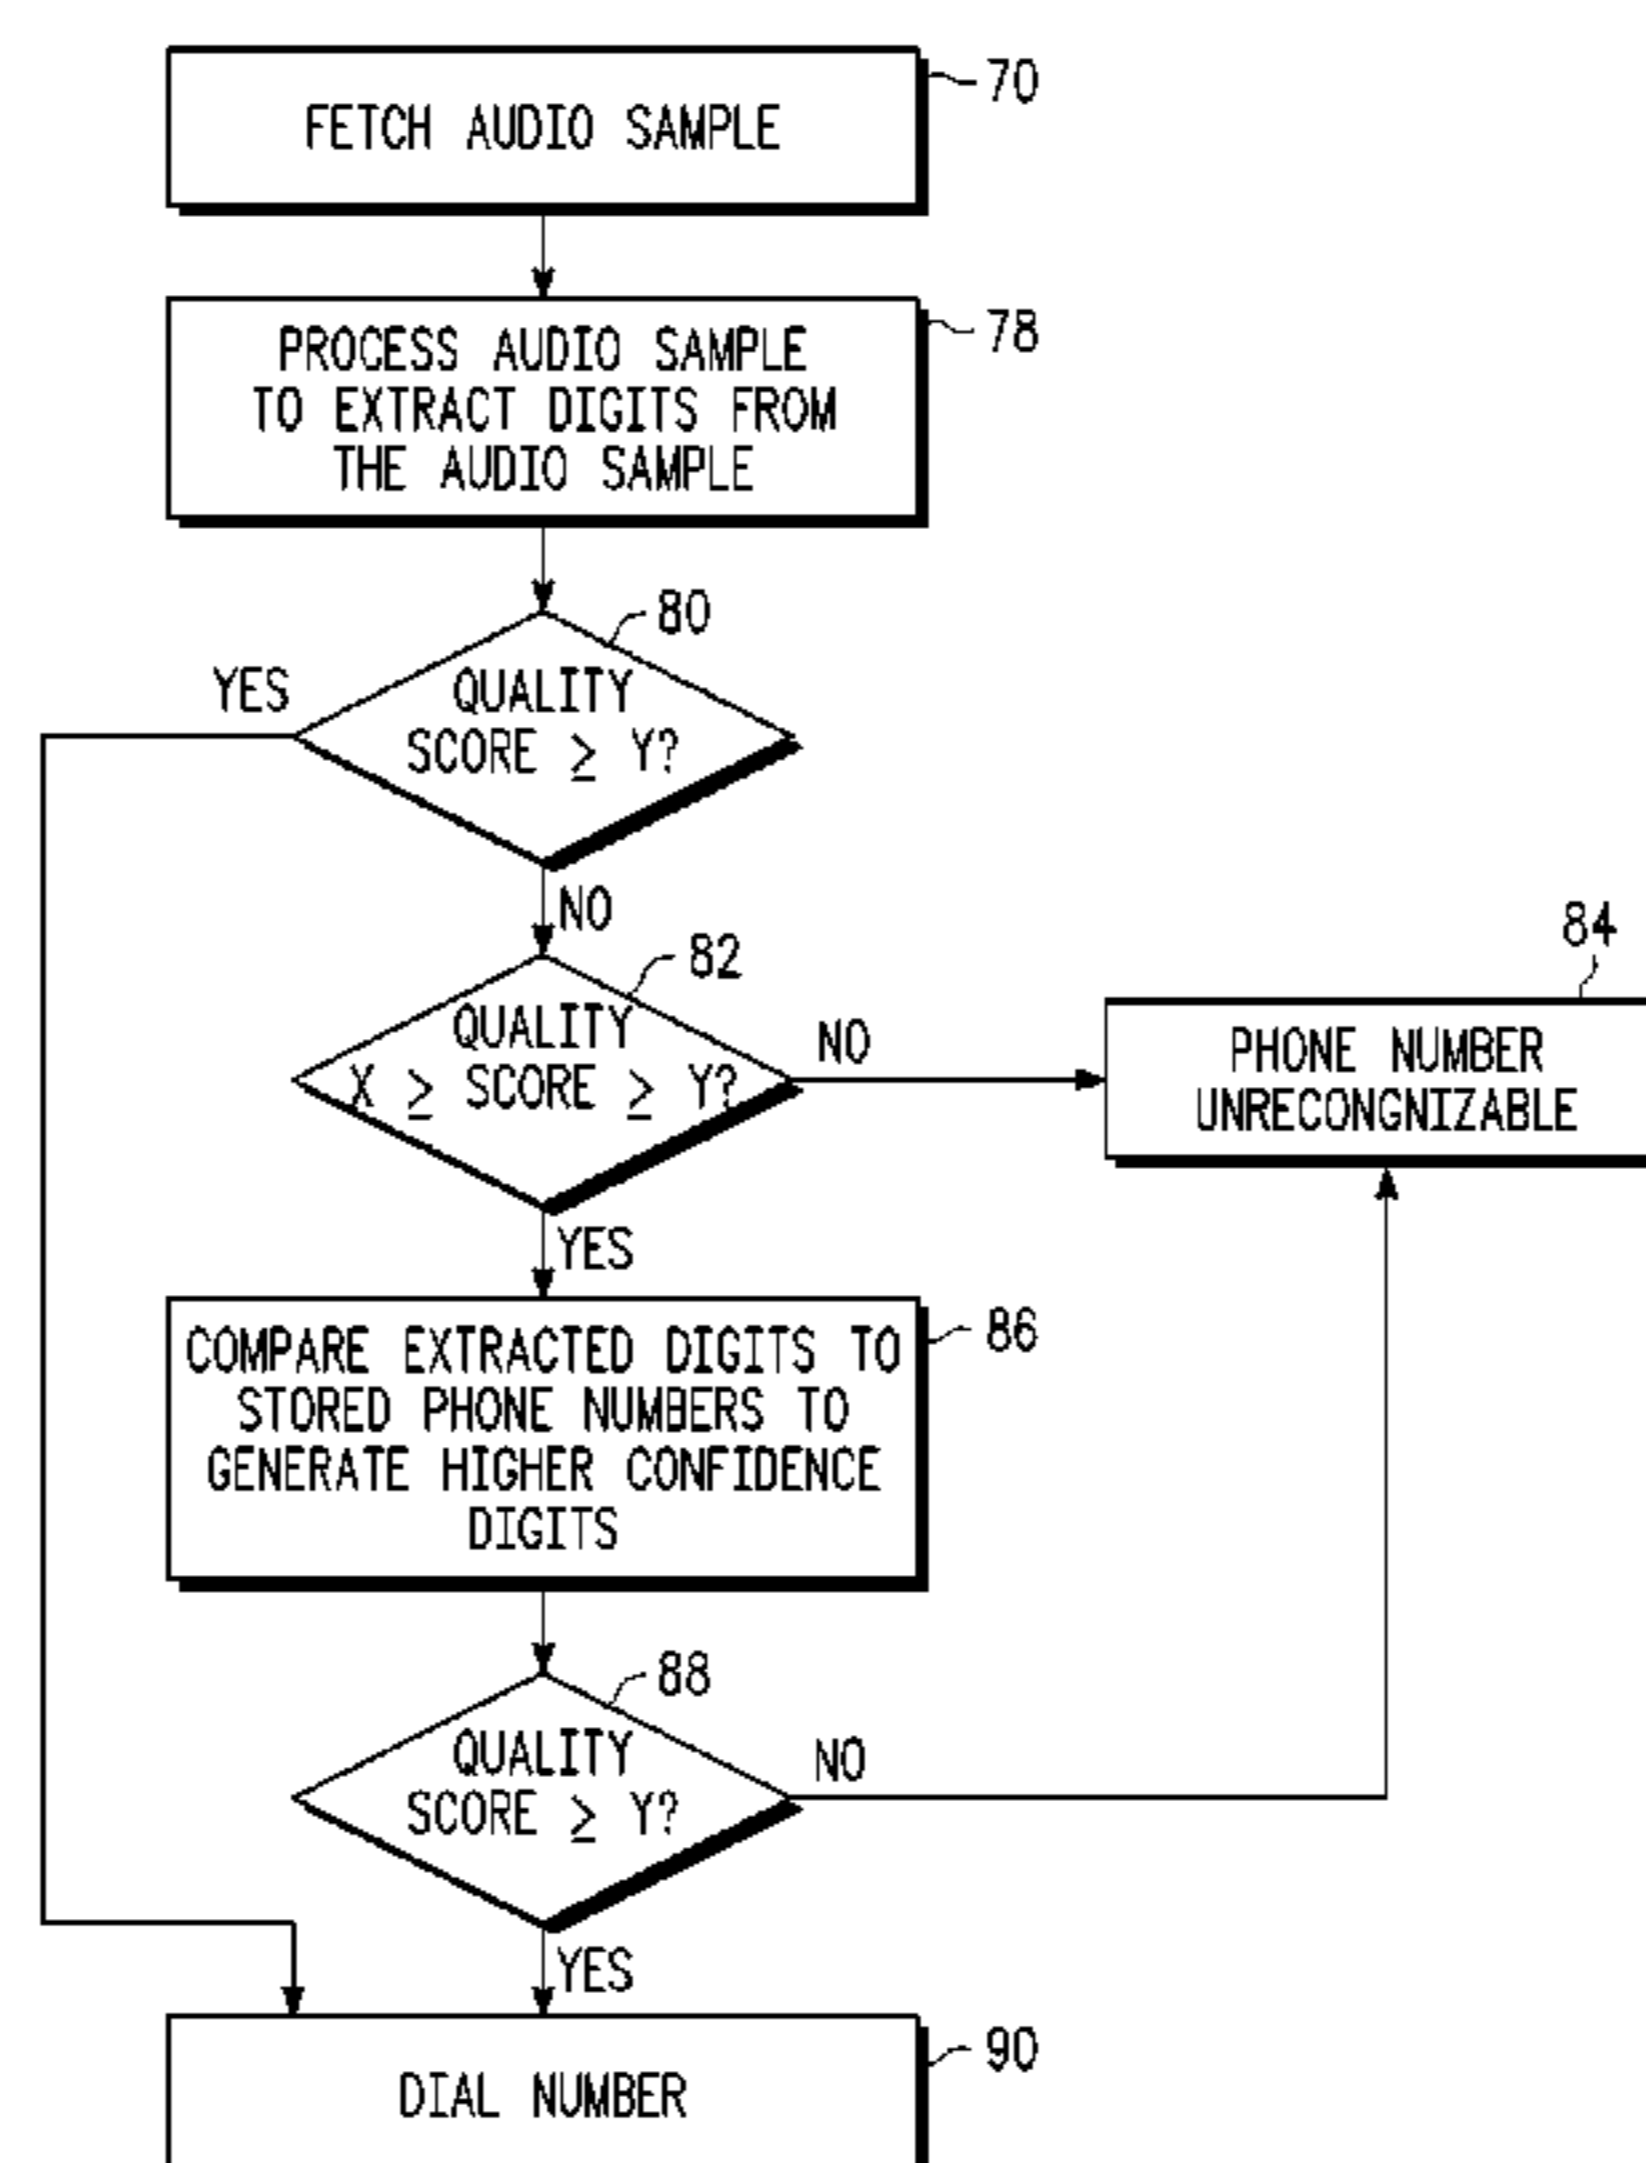 FETCH AUDIO SAMPLE
70
PROCESS AUDIO SAMPLE
TO EXTRACT DIGITS FROM
THE AUDIO SAMPLE
78
80
QUALITY
SCORE ≥ Y?
YES
NO
82
QUALITY
X ≥ SCORE ≥ Y?
NO
84
PHONE NUMBER
UNRECONGNIZABLE
YES
COMPARE EXTRACTED DIGITS TO
STORED PHONE NUMBERS TO
GENERATE HIGHER CONFIDENCE
DIGITS
86
88
QUALITY
SCORE ≥ Y?
NO
YES
DIAL NUMBER
90